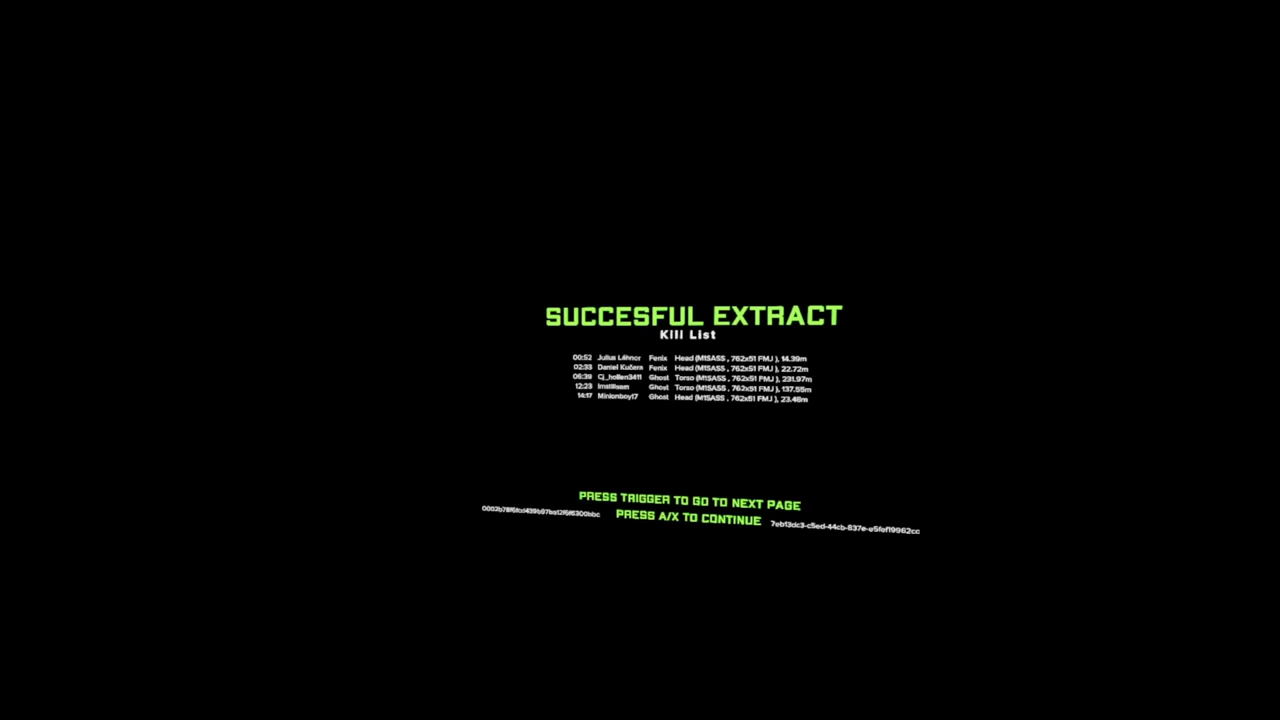 SUCCESFUL EXTRACT
Kill List
00:52 Julius Fenix Head (M1SASS , 762x51 FMJ ), 14.39m
02:33 Daniel Kučera Fenix Head (M1SASS , 762x51 FMJ ), 22.72m
06:39 Cj_hollen3411 Ghost Torso (M1SASS , 762x51 FMJ ), 231.97m
12:23 Ghost Torso (M1SASS , 762x51 FMJ ), 137.55m
14:17 Minionboy17 Ghost Head (M1SASS , 762x51 FMJ ), 23.48m
PRESS TRIGGER TO GO TO NEXT PAGE
PRESS A/X TO CONTINUE